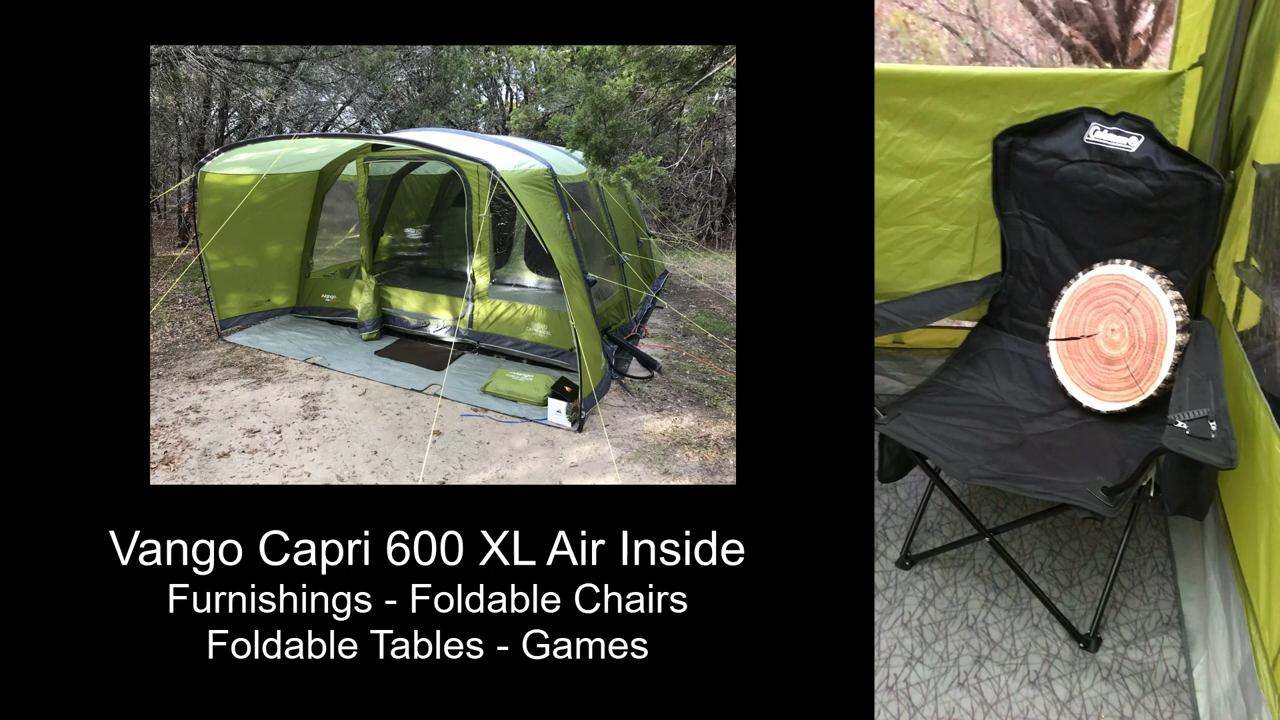 Vango Capri 600 XL Air Inside
Furnishings - Foldable Chairs
Foldable Tables - Games
Coleman